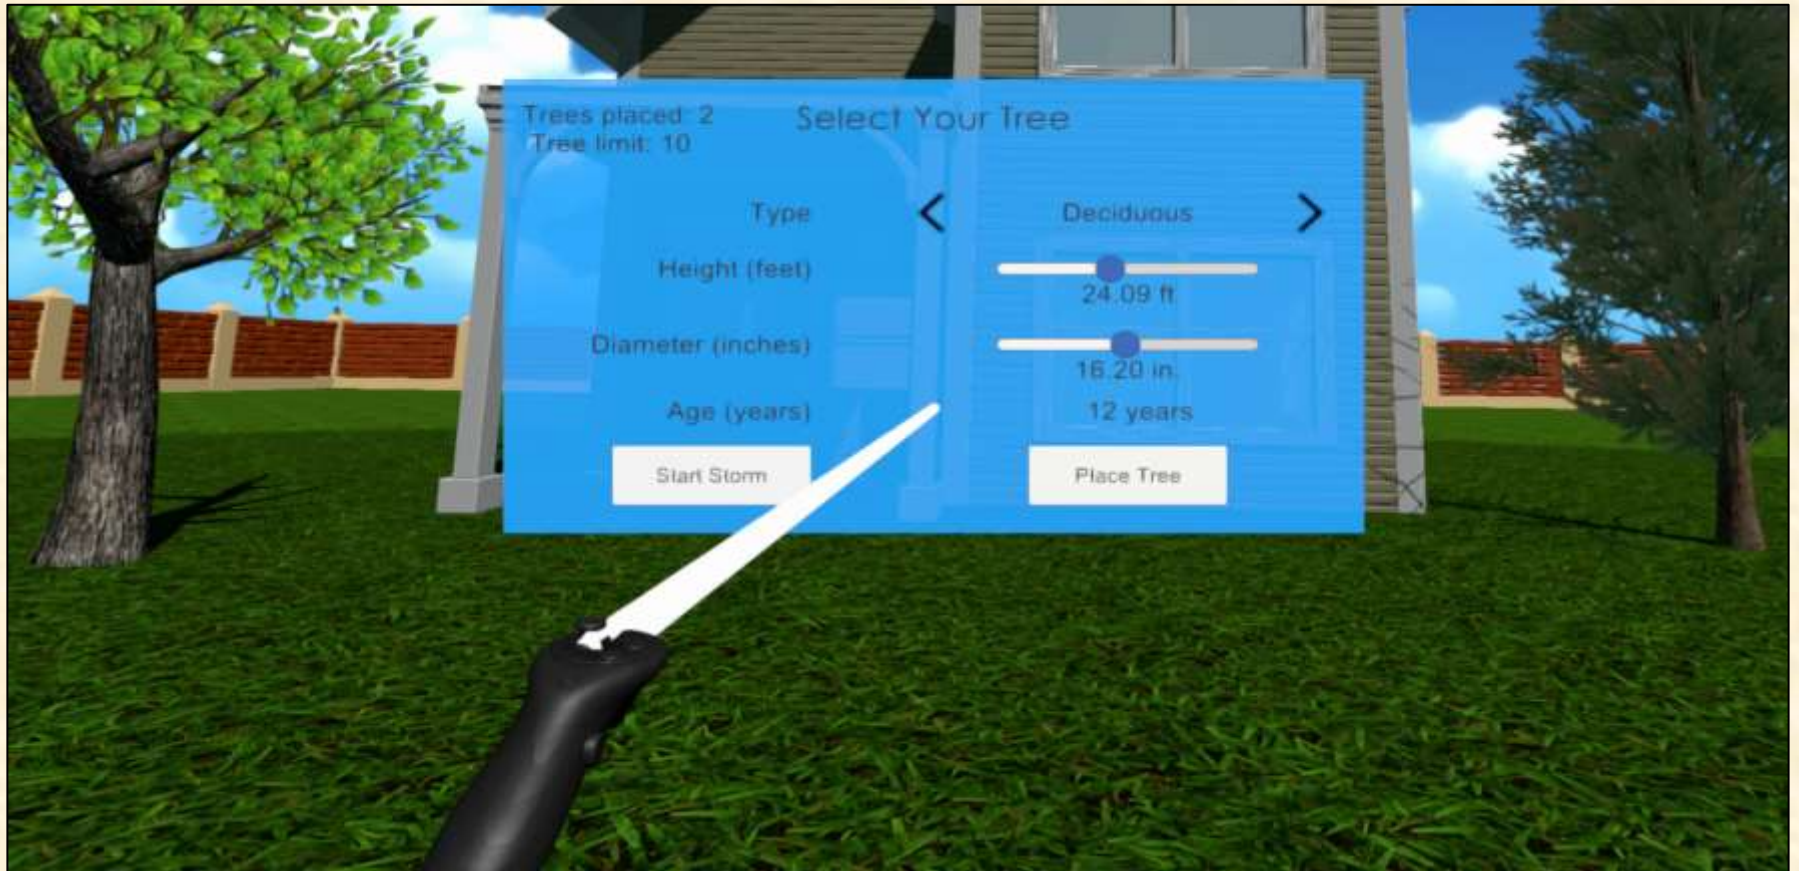 Trees placed: 2
Tree limit: 10
Select Your Tree
Type
<
Deciduous
>
Height (feet)
24.09 ft.
Diameter (inches)
16.20 in.
Age (years)
12 years
Start Storm
Place Tree